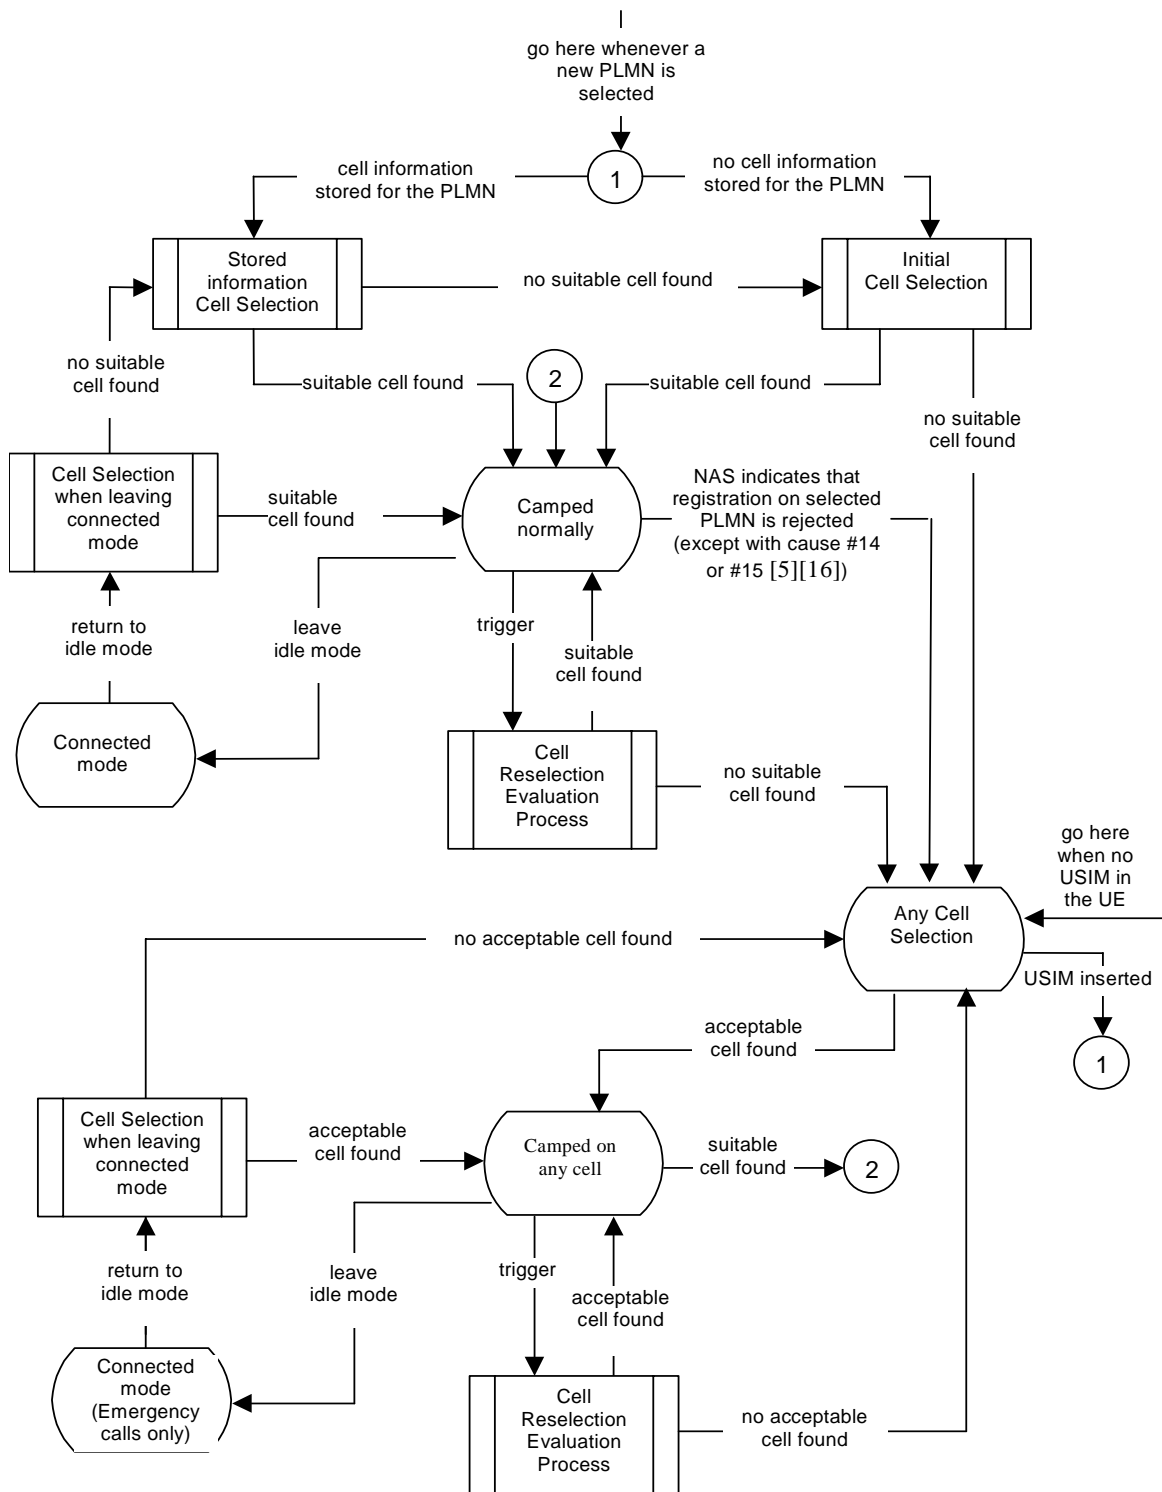 go here whenever a
new PLMN is
selected
cell information
stored for the PLMN
1
no cell information
stored for the PLMN
Stored
information
Cell Selection
no suitable cell found
Initial
Cell Selection
no suitable
cell found
suitable cell found
2
suitable cell found
no suitable
cell found
Cell Selection
when leaving
connected
mode
suitable
cell found
Camped
normally
NAS indicates that
registration on selected
PLMN is rejected
(except with cause #14
or #15 [5][16])
return to
idle mode
leave
idle mode
trigger
suitable
cell found
Connected
mode
Cell
Reselection
Evaluation
Process
no suitable
cell found
go here
when no
USIM in
the UE
Any Cell
Selection
no acceptable cell found
USIM inserted
acceptable
cell found
1
Cell Selection
when leaving
connected
mode
acceptable
cell found
Camped on
any cell
suitable
cell found
2
return to
idle mode
leave
idle mode
trigger
acceptable
cell found
Connected
mode
(Emergency
calls only)
Cell
Reselection
Evaluation
Process
no acceptable
cell found